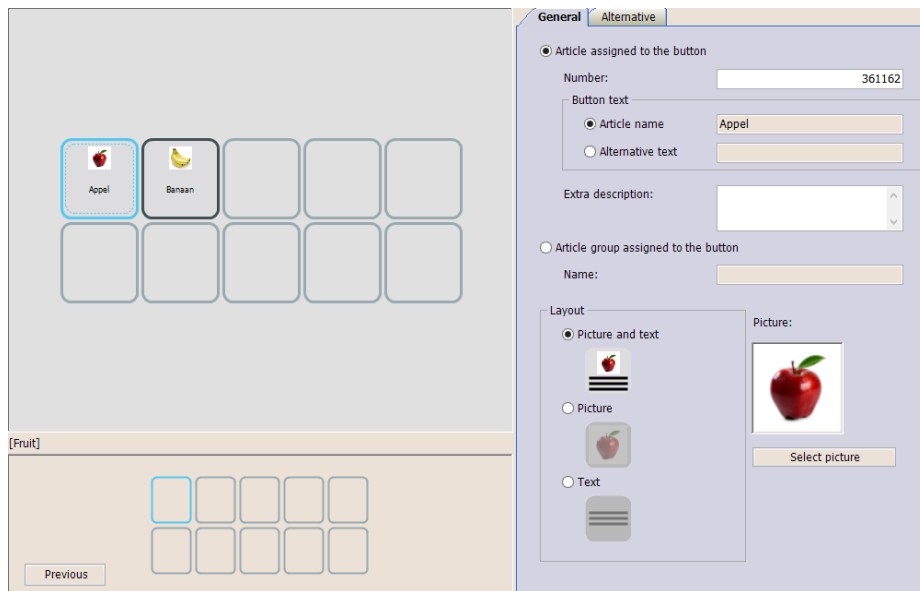 Appel
Banaan
[Fruit]
Previous
General
Alternative
Article assigned to the button
Number:
361162
Button text
Article name
Appel
Alternative text
Extra description:
Article group assigned to the button
Name:
Layout
Picture and text
Picture
Text
Picture:
Select picture